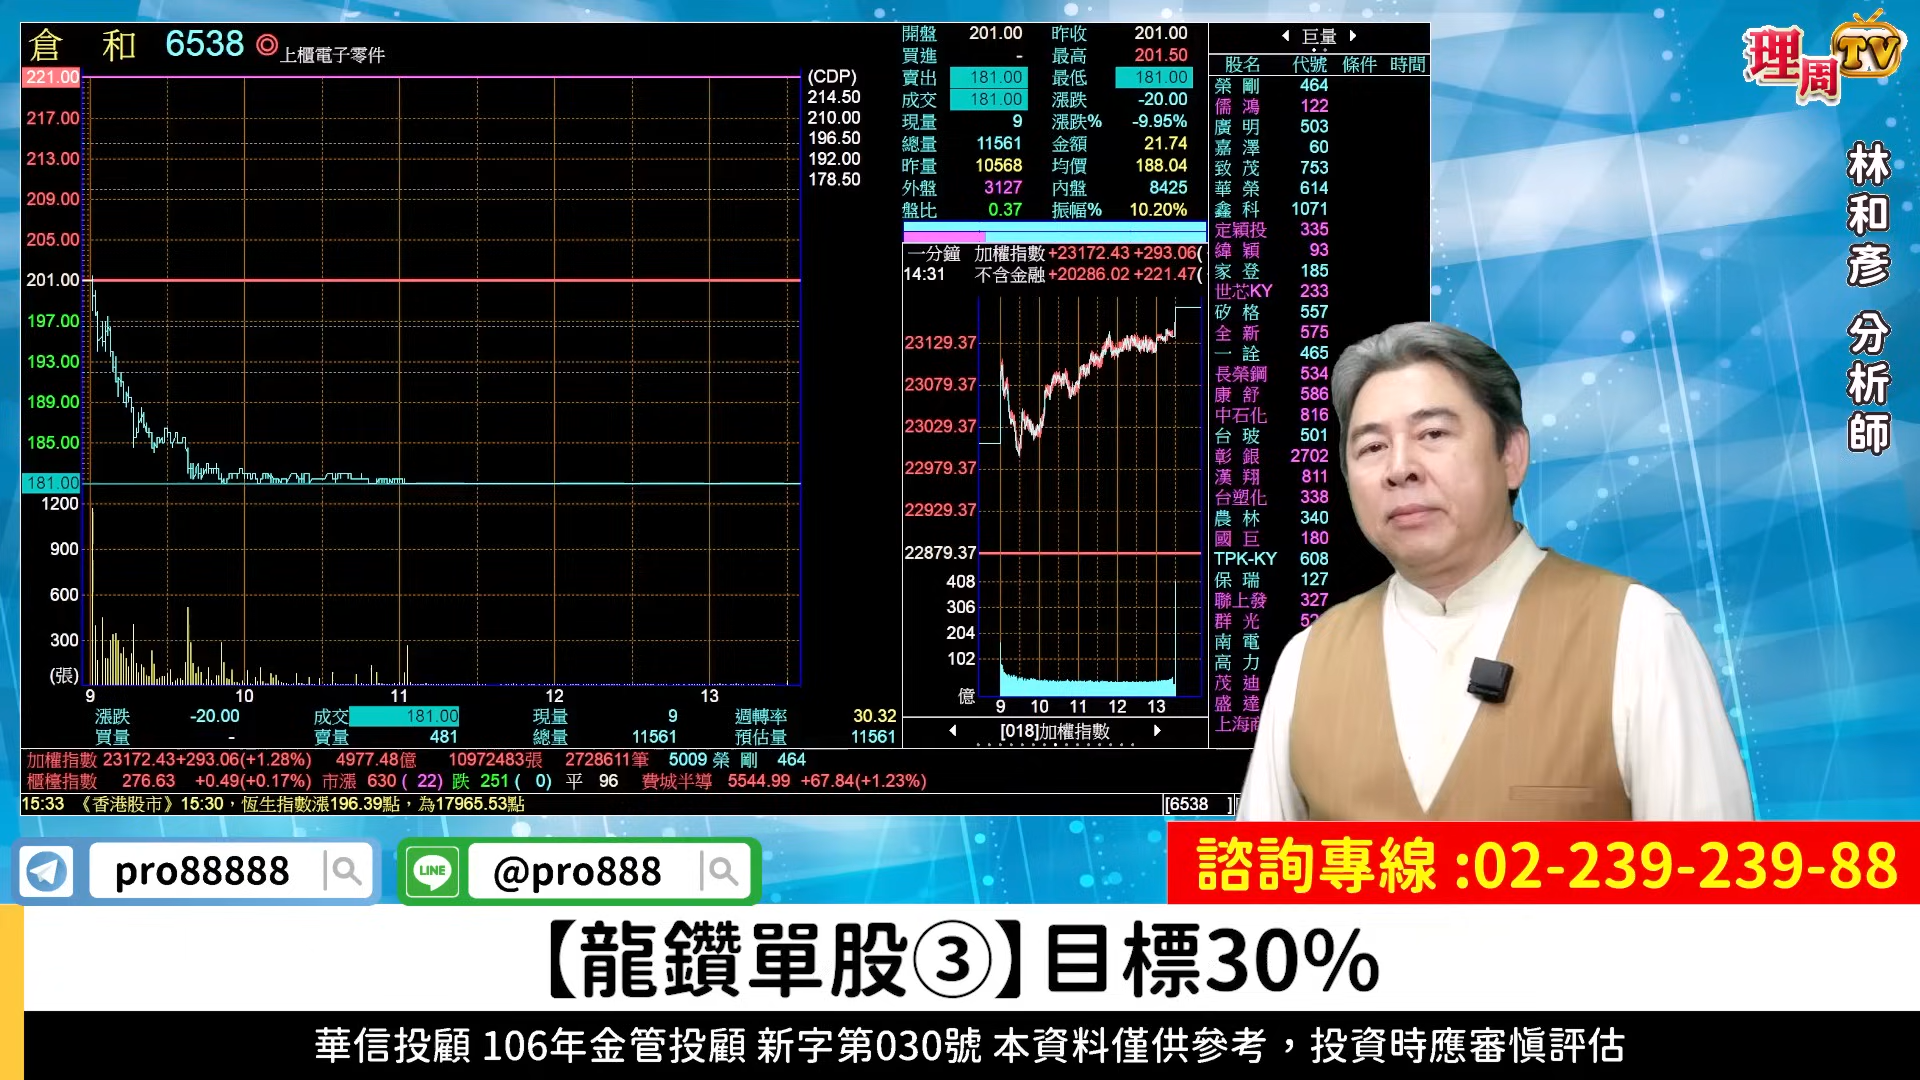 倉 和 6538 ◎ 上櫃電子零件
221.00
217.00
213.00
209.00
205.00
201.00
197.00
193.00
189.00
185.00
181.00
1200
900
600
300
(張)
9 10 11 12 13
(CDP)
214.50
210.00
196.50
192.00
178.50
漲跌 -20.00 成交 181.00 現量 9 週轉率 30.32
買量 - 賣量 481 總量 11561 預估量 11561
開盤 201.00 昨收 201.00
買進 - 最高 201.50
賣出 181.00 最低 181.00
成交 181.00 漲跌 -20.00
現量 9 漲跌% -9.95%
總量 11561 金額 21.74
昨量 10568 均價 188.04
外盤 3127 內盤 8425
盤比 0.37 振幅% 10.20%
一分鐘 加權指數 +23172.43 +293.06(
14:31 不含金融 +20286.02 +221.47(
23129.37
23079.37
23029.37
22979.37
22929.37
22879.37
408
306
204
102
億
9 10 11 12 13
[018]加權指數
巨量
股名 代號 條件 時間
榮剛 464
儒鴻 122
廣明 503
嘉澤 60
致茂 753
華榮 614
鑫科 1071
定穎投 335
緯穎 93
家登 185
世芯KY 233
矽格 557
全新 575
一詮 465
長榮鋼 534
康舒 586
中石化 816
台玻 501
彰銀 2702
漢翔 811
台塑化 338
農林 340
國巨 180
TPK-KY 608
保瑞 127
聯上發 327
群光
南電
高力
茂迪
盛達
上海商
加權指數 23172.43+293.06(+1.28%) 4977.48億 10972483張 2728611筆 5009 榮 剛 464
櫃檯指數 276.63 +0.49(+0.17%) 市漲 630 ( 22) 跌 251 ( 0) 平 96 費城半導 5544.99 +67.84(+1.23%)
15:33 《香港股市》15:30，恆生指數漲196.39點，為17965.53點
[6538 ]
理周TV
林和彥 分析師
pro88888
LINE @pro888
諮詢專線 :02-239-239-88
【龍鑽單股③】目標30%
華信投顧 106年金管投顧 新字第030號 本資料僅供參考，投資時應審慎評估